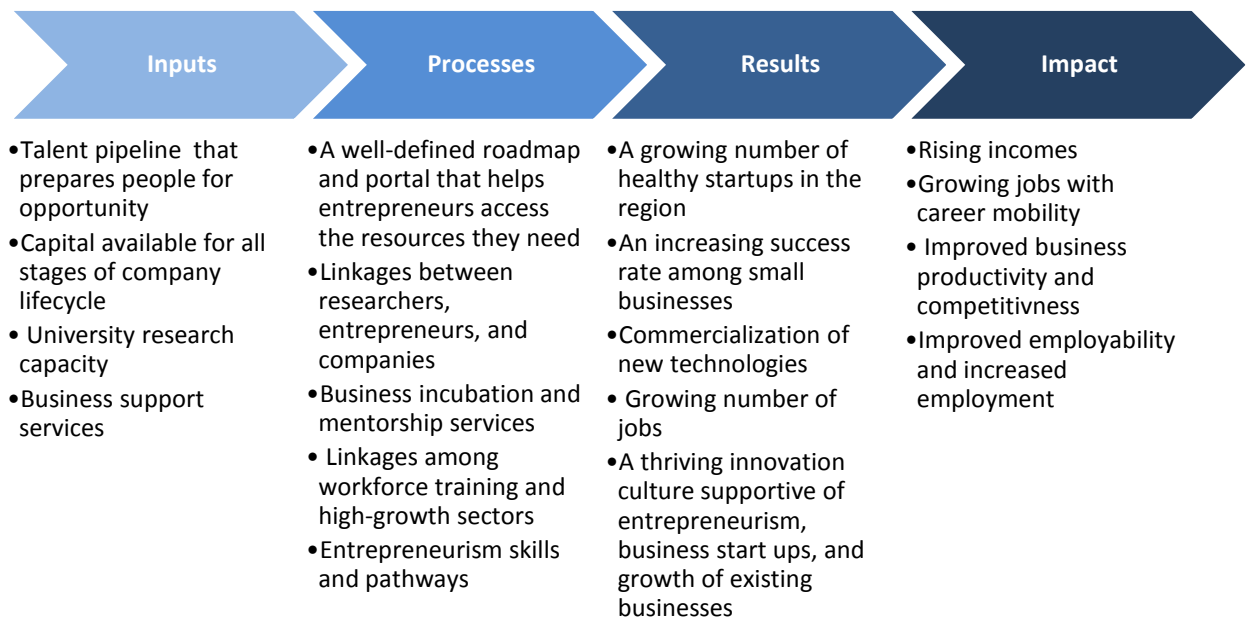 Inputs
Processes
Results
Impact
•Talent pipeline  that
prepares people for
opportunity
•Capital available for all
stages of company
lifecycle
• University research
capacity
•Business support
services
•A well-defined roadmap
and portal that helps
entrepreneurs access
the resources they need
•Linkages between
researchers,
entrepreneurs, and
companies
•Business incubation and
mentorship services
• Linkages among
workforce training and
high-growth sectors
•Entrepreneurism skills
and pathways
•A growing number of
healthy startups in the
region
•An increasing success
rate among small
businesses
•Commercialization of
new technologies
• Growing number of
jobs
•A thriving innovation
culture supportive of
entrepreneurism,
business start ups, and
growth of existing
businesses
•Rising incomes
•Growing jobs with
career mobility
• Improved business
productivity and
competitivness
•Improved employability
and increased
employment